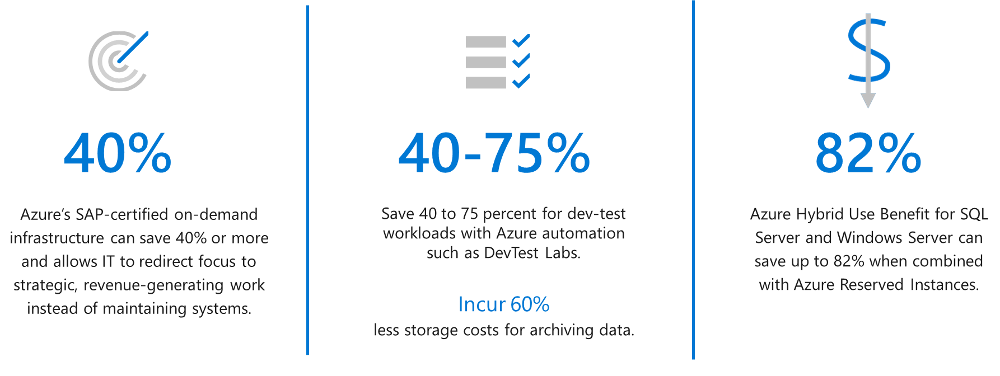 40%
Azure’s SAP-certified on-demand
infrastructure can save 40% or more
and allows IT to redirect focus to
strategic, revenue-generating work
instead of maintaining systems.
40-75%
Save 40 to 75 percent for dev-test
workloads with Azure automation
such as DevTest Labs.
Incur 60%
less storage costs for archiving data.
82%
Azure Hybrid Use Benefit for SQL
Server and Windows Server can
save up to 82% when combined
with Azure Reserved Instances.